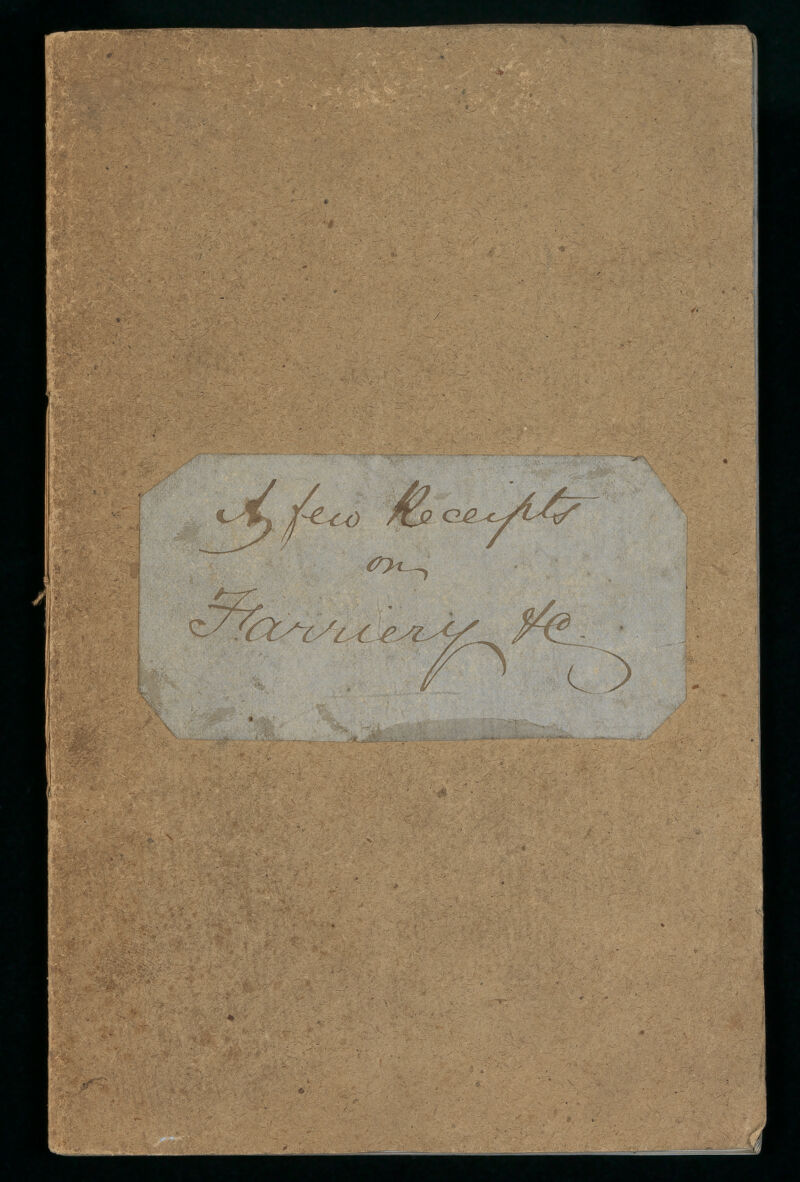 A few Receipts
on
Farriery &c.